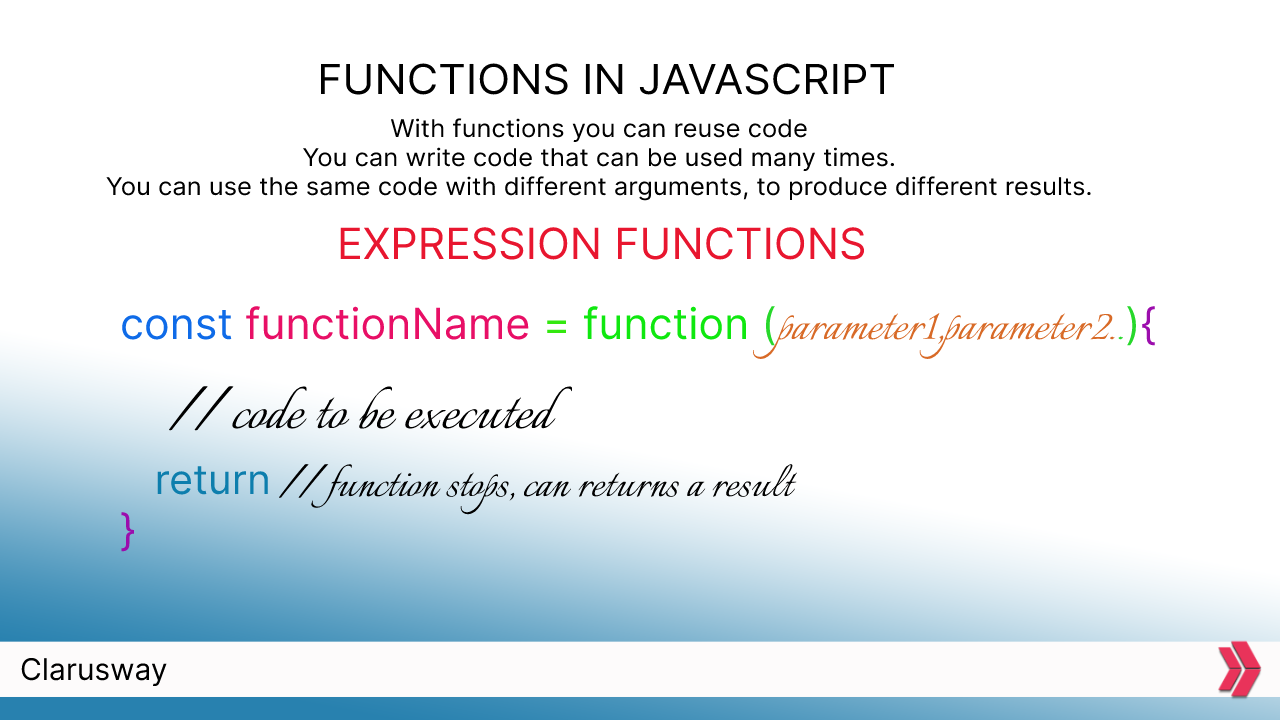 FUNCTIONS IN JAVASCRIPT
With functions you can reuse code
You can write code that can be used many times.
You can use the same code with different arguments, to produce different results.
EXPRESSION FUNCTIONS
const functionName = function (parameter1,parameter2..){
// code to be executed
return // function stops, can returns a result
}
Clarusway